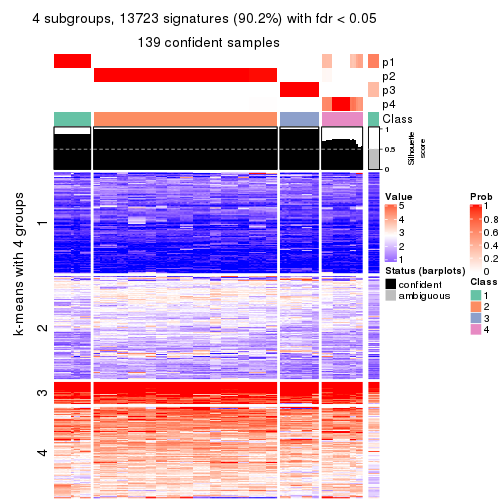 4 subgroups, 13723 signatures (90.2%) with fdr < 0.05
139 confident samples
p1
p2
p3
p4
Class
1
0.5
0
Silhouette
score
k-means with 4 groups
1
2
3
4
Value
5
4
3
2
1
Status (barplots)
confident
ambiguous
Prob
1
0.8
0.6
0.4
0.2
0
Class
1
2
3
4